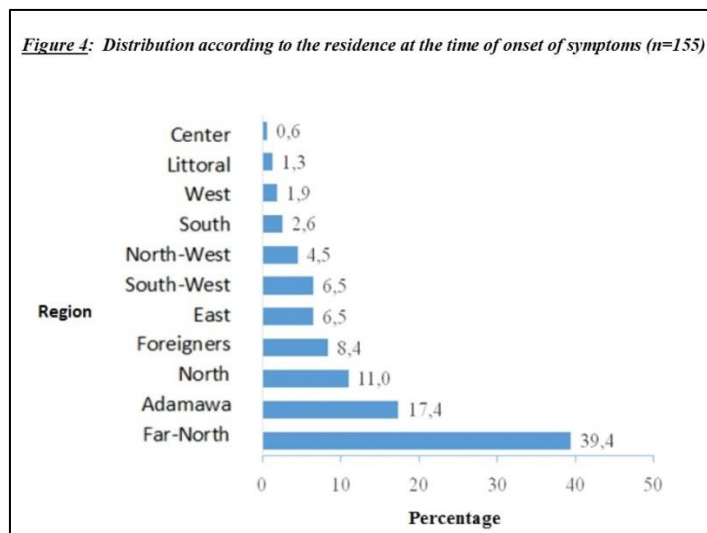 Figure 4: Distribution according to the residence at the time of onset of symptoms (n=155)
Center 0,6
Littoral 1,3
West 1,9
South 2,6
North-West 4,5
South-West 6,5
East 6,5
Region
Foreigners 8,4
North 11,0
Adamawa 17,4
Far-North 39,4
0 10 20 30 40 50
Percentage